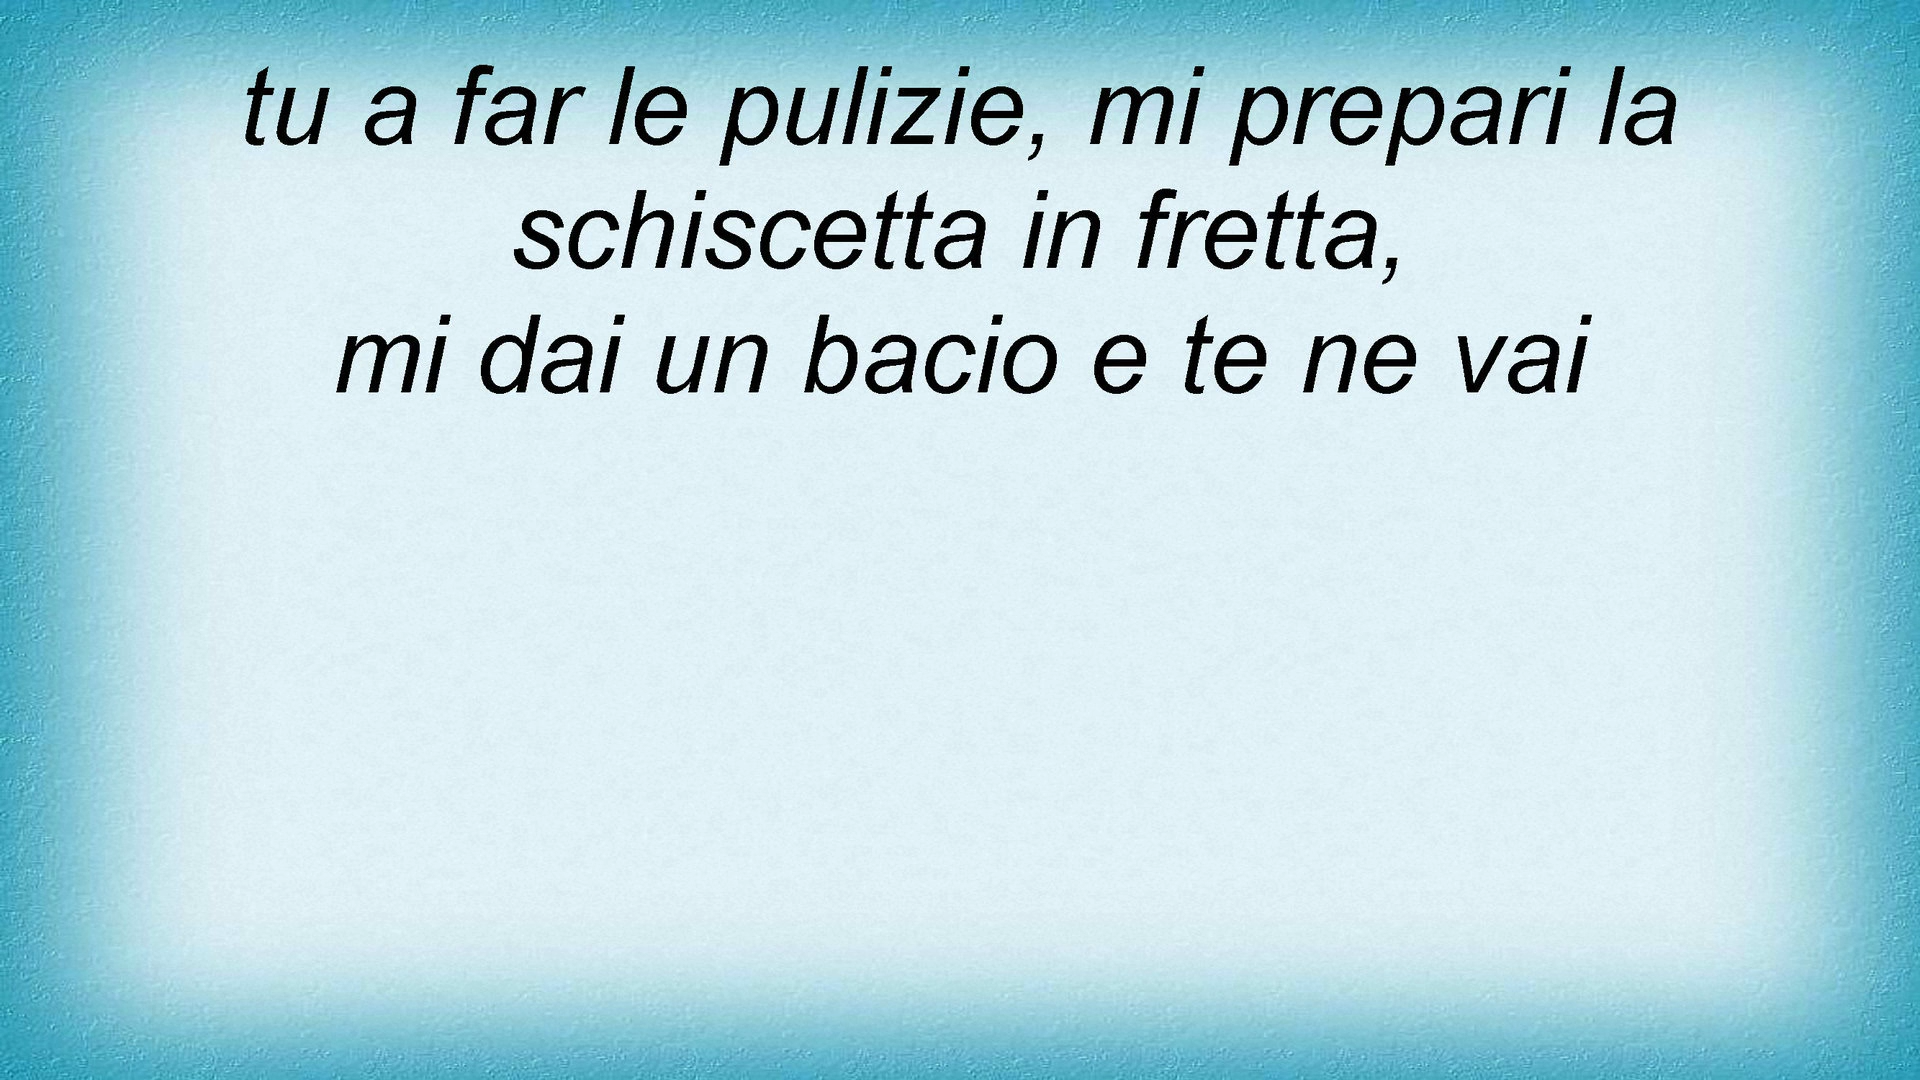 tu a far le pulizie, mi prepari la
schiscetta in fretta,
mi dai un bacio e te ne vai